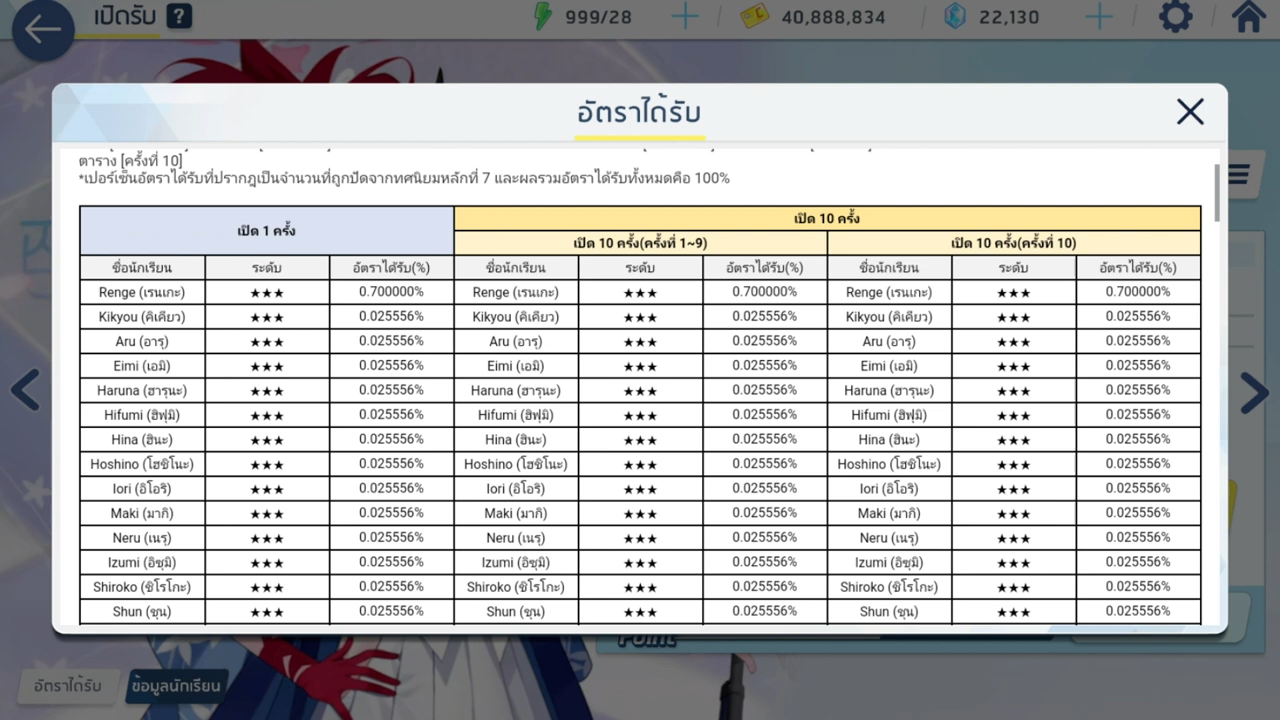 เปิดรับ ?
999/28
40,888,834
22,130
อัตราได้รับ
ตาราง [ครั้งที่ 10]
*เปอร์เซ็นอัตราได้รับที่ปรากฎเป็นจำนวนที่ถูกปัดจากทศนิยมหลักที่ 7 และผลรวมอัตราได้รับทั้งหมดคือ 100%
เปิด 1 ครั้ง เปิด 10 ครั้ง
เปิด 10 ครั้ง(ครั้งที่ 1~9) เปิด 10 ครั้ง(ครั้งที่ 10)
ชื่อนักเรียน ระดับ อัตราได้รับ(%) ชื่อนักเรียน ระดับ อัตราได้รับ(%) ชื่อนักเรียน ระดับ อัตราได้รับ(%)
Renge (เรนเกะ) ★★★ 0.700000% Renge (เรนเกะ) ★★★ 0.700000% Renge (เรนเกะ) ★★★ 0.700000%
Kikyou (คิเคียว) ★★★ 0.025556% Kikyou (คิเคียว) ★★★ 0.025556% Kikyou (คิเคียว) ★★★ 0.025556%
Aru (อารุ) ★★★ 0.025556% Aru (อารุ) ★★★ 0.025556% Aru (อารุ) ★★★ 0.025556%
Eimi (เอมิ) ★★★ 0.025556% Eimi (เอมิ) ★★★ 0.025556% Eimi (เอมิ) ★★★ 0.025556%
Haruna (ฮารุนะ) ★★★ 0.025556% Haruna (ฮารุนะ) ★★★ 0.025556% Haruna (ฮารุนะ) ★★★ 0.025556%
Hifumi (ฮิฟุมิ) ★★★ 0.025556% Hifumi (ฮิฟุมิ) ★★★ 0.025556% Hifumi (ฮิฟุมิ) ★★★ 0.025556%
Hina (ฮินะ) ★★★ 0.025556% Hina (ฮินะ) ★★★ 0.025556% Hina (ฮินะ) ★★★ 0.025556%
Hoshino (โฮชิโนะ) ★★★ 0.025556% Hoshino (โฮชิโนะ) ★★★ 0.025556% Hoshino (โฮชิโนะ) ★★★ 0.025556%
Iori (อิโอริ) ★★★ 0.025556% Iori (อิโอริ) ★★★ 0.025556% Iori (อิโอริ) ★★★ 0.025556%
Maki (มากิ) ★★★ 0.025556% Maki (มากิ) ★★★ 0.025556% Maki (มากิ) ★★★ 0.025556%
Neru (เนรุ) ★★★ 0.025556% Neru (เนรุ) ★★★ 0.025556% Neru (เนรุ) ★★★ 0.025556%
Izumi (อิซุมิ) ★★★ 0.025556% Izumi (อิซุมิ) ★★★ 0.025556% Izumi (อิซุมิ) ★★★ 0.025556%
Shiroko (ชิโรโกะ) ★★★ 0.025556% Shiroko (ชิโรโกะ) ★★★ 0.025556% Shiroko (ชิโรโกะ) ★★★ 0.025556%
Shun (ชุน) ★★★ 0.025556% Shun (ชุน) ★★★ 0.025556% Shun (ชุน) ★★★ 0.025556%
Point
อัตราได้รับ
ข้อมูลนักเรียน